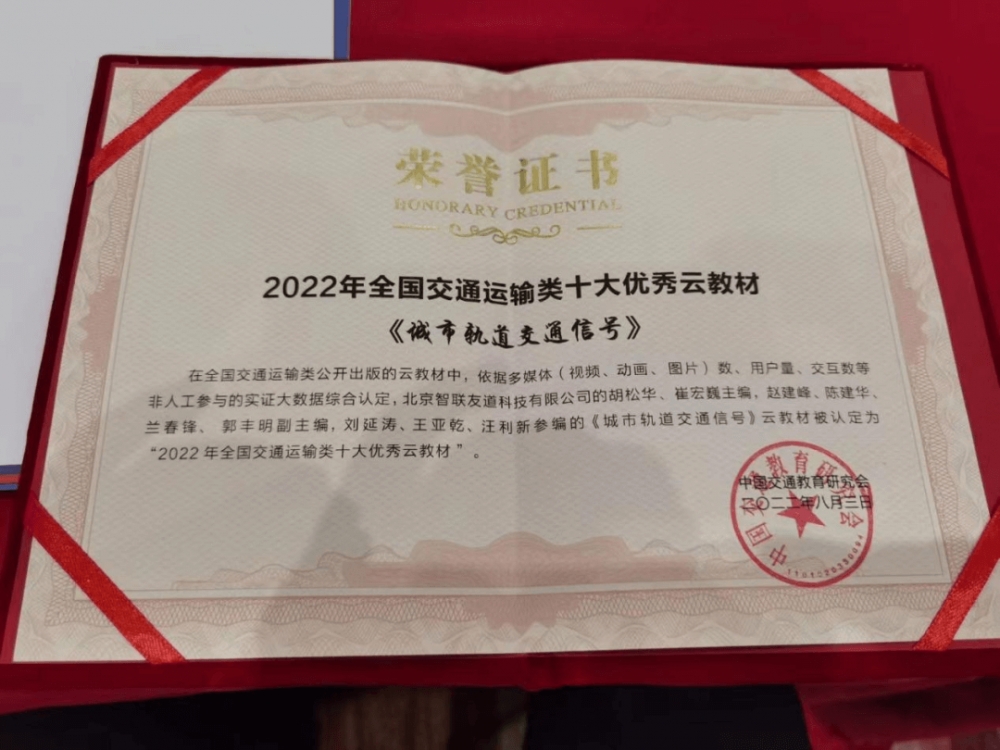 荣誉证书
HONORARY CREDENTIAL
2022年全国交通运输类十大优秀云教材
《城市轨道交通信号》
在全国交通运输类公开出版的云教材中，依据多媒体（视频、动画、图片）数、用户量、交互数等
非人工参与的实证大数据综合认定，北京智联友道科技有限公司的胡松华、崔宏巍主编，赵建峰、陈建华、
兰春锋、郭丰明副主编，刘延涛、王亚乾、汪利新参编的《城市轨道交通信号》云教材被认定为
“2022年全国交通运输类十大优秀云教材”。
中国交通教育研究会
二〇二二年八月三日
中国交通教育研究会